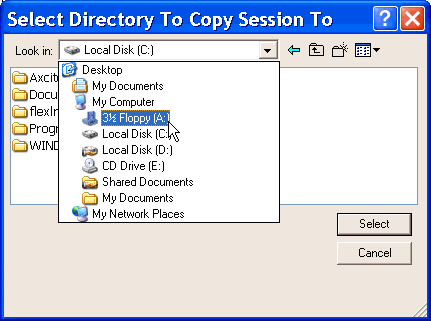 Select Directory To Copy Session To
Look in: Local Disk (C:)
Desktop
My Documents
My Computer
3½ Floppy (A:)
Local Disk (C:
Local Disk (D:)
CD Drive (E:)
Shared Documents
My Documents
My Network Places
Axcit
Docu
flexlr
Progr
WIND
Select
Cancel